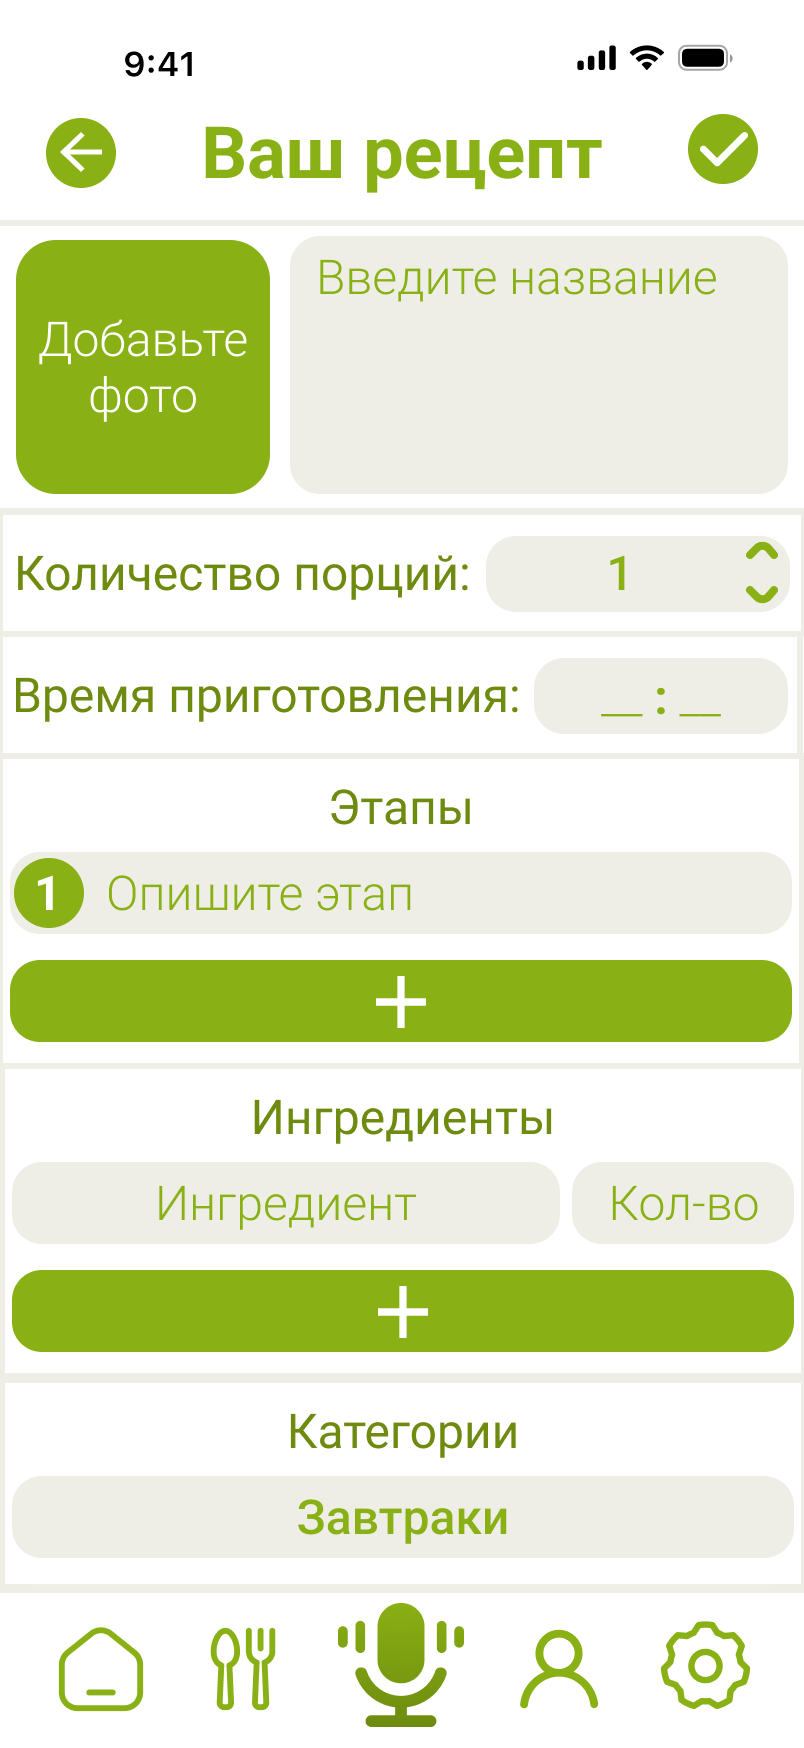 9:41
Ваш рецепт
Добавьте
фото
Введите название
Количество порций: 1
Время приготовления: __ : __
Этапы
1 Опишите этап
+
Ингредиенты
Ингредиент Кол-во
+
Категории
Завтраки